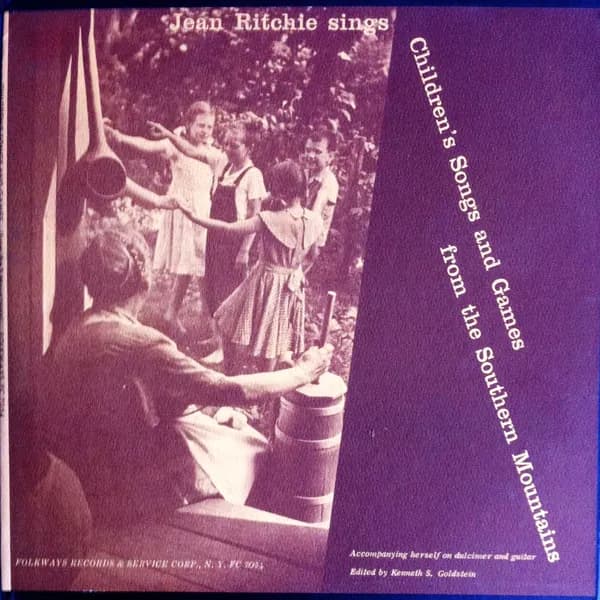 Jean Ritchie sings
Children's Songs and Games
from the Southern Mountains
Accompanying herself on dulcimer and guitar
Edited by Kenneth S. Goldstein
FOLKWAYS RECORDS & SERVICE CORP., N. Y. FC 7054